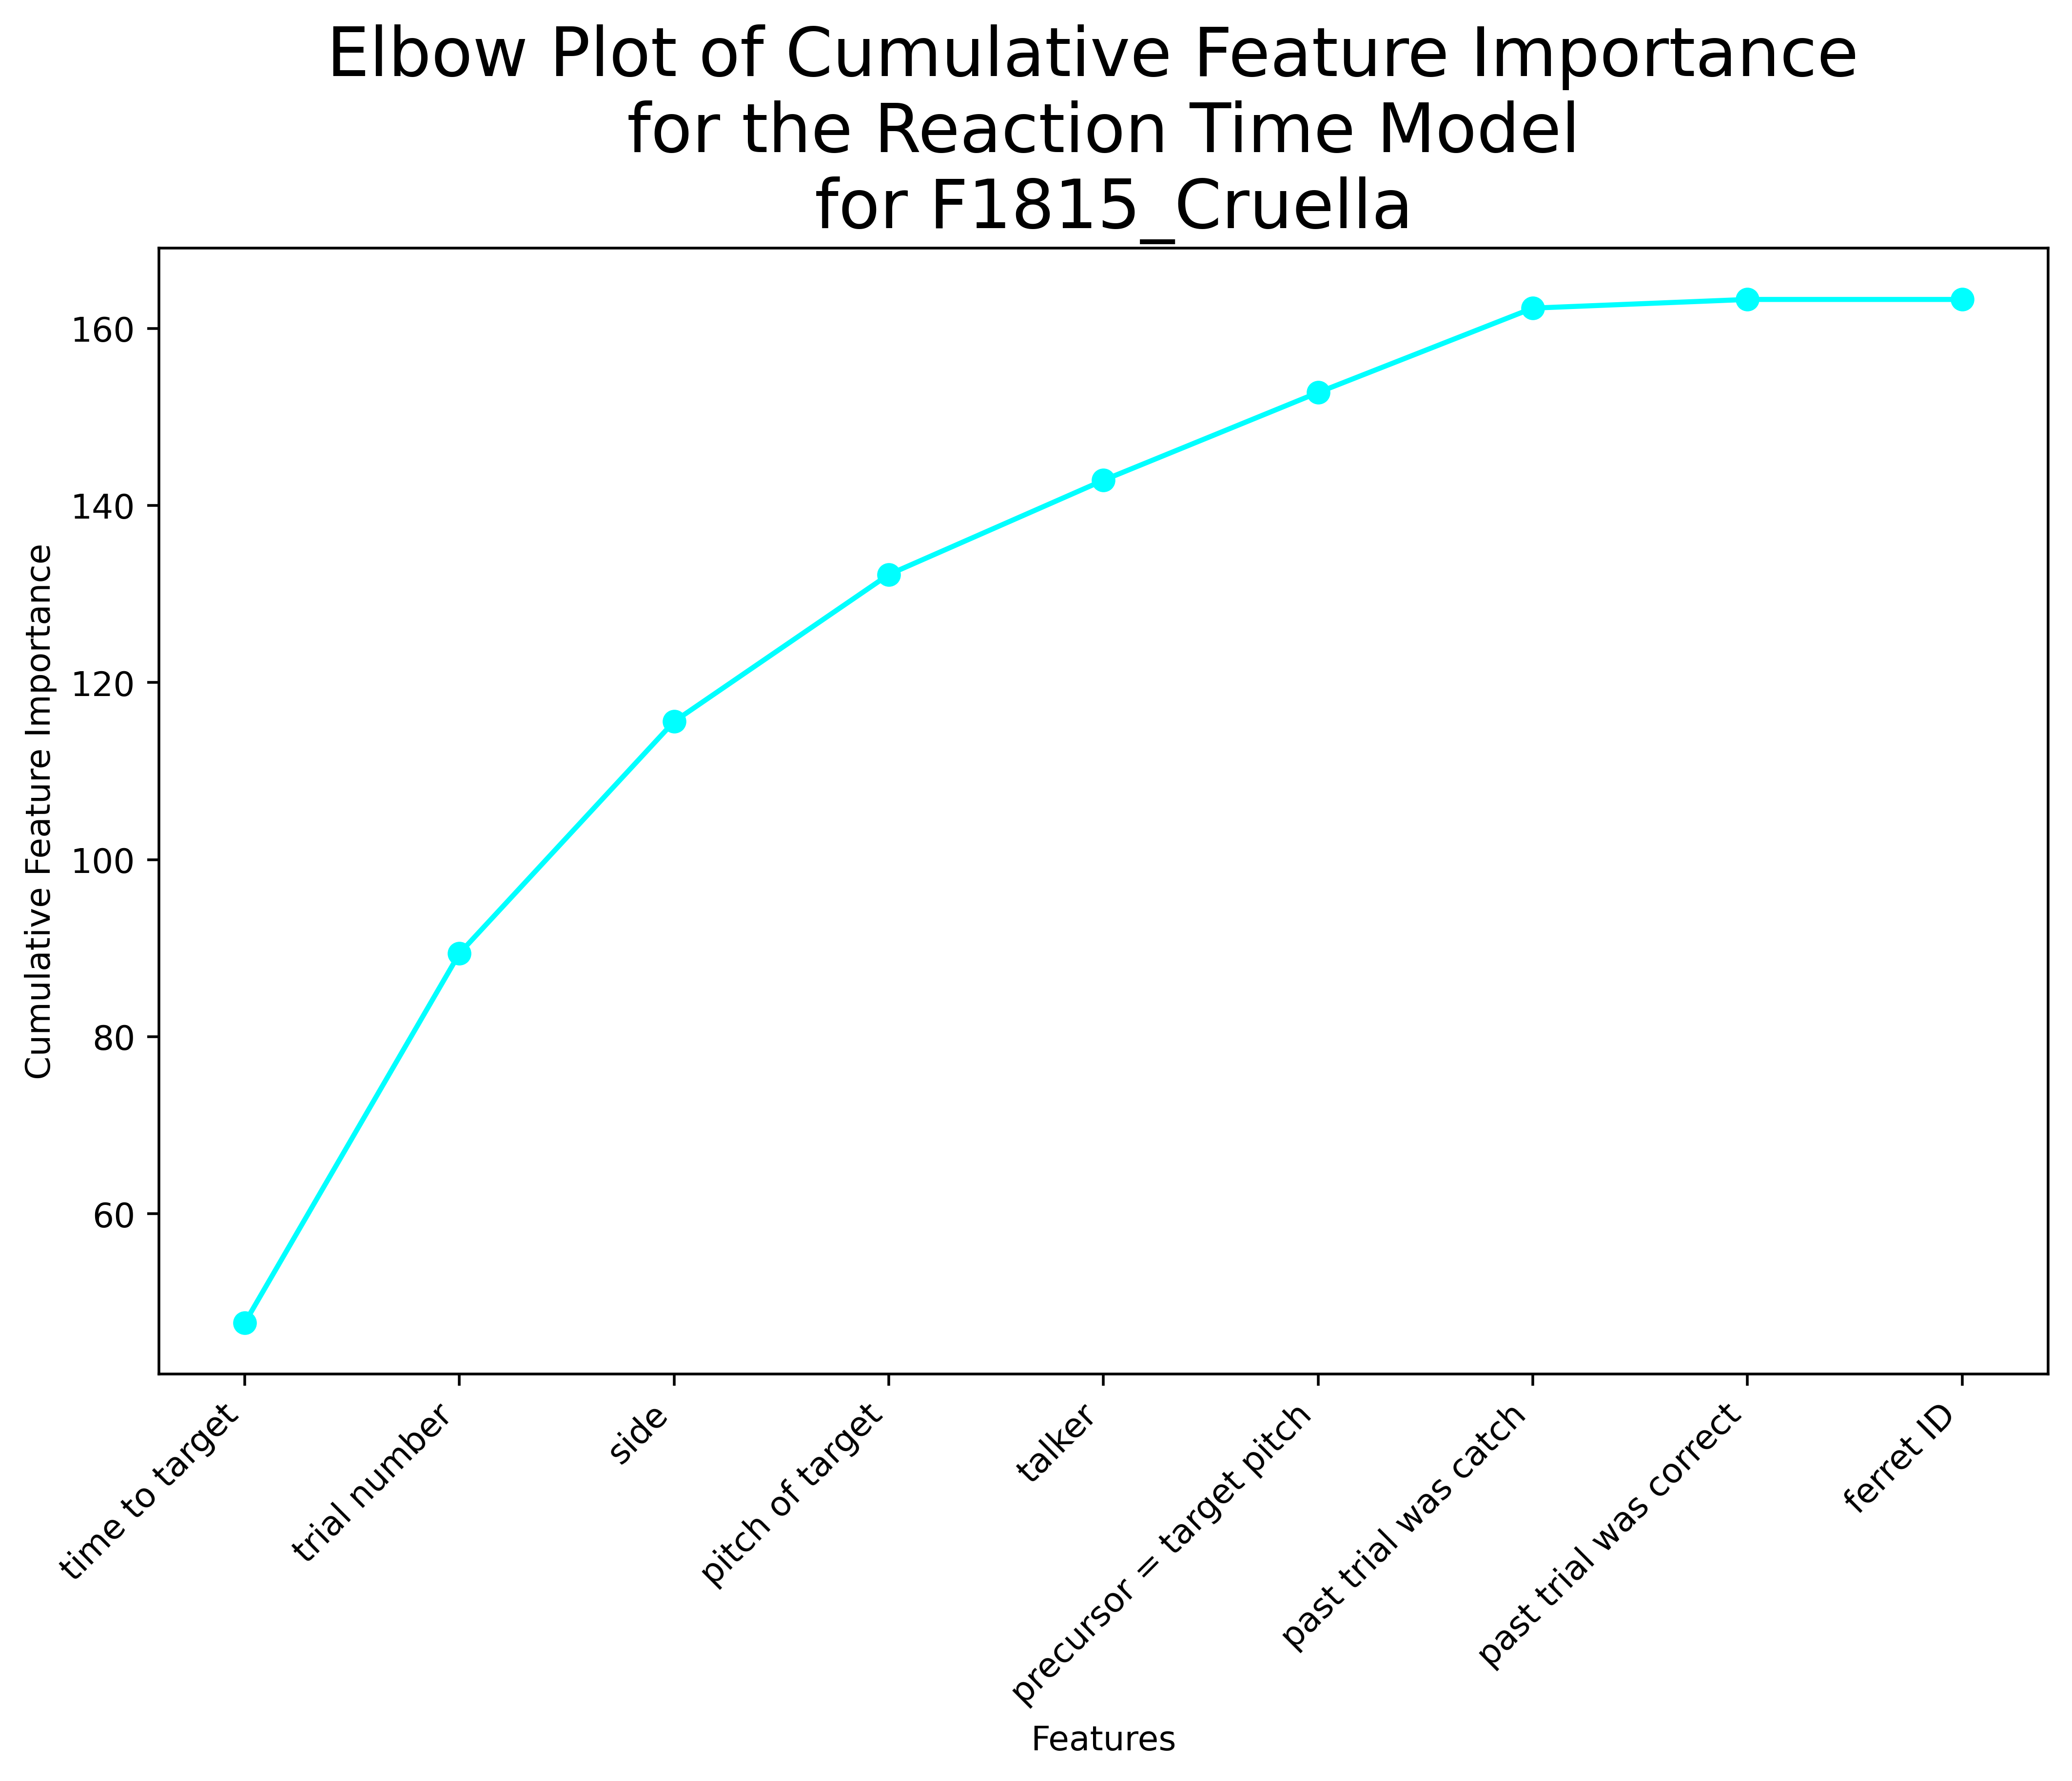 Elbow Plot of Cumulative Feature Importance
for the Reaction Time Model
for F1815_Cruella
160
140
120
100
80
60
Cumulative Feature Importance
time to target
trial number
side
pitch of target
talker
precursor = target pitch
past trial was catch
past trial was correct
ferret ID
Features